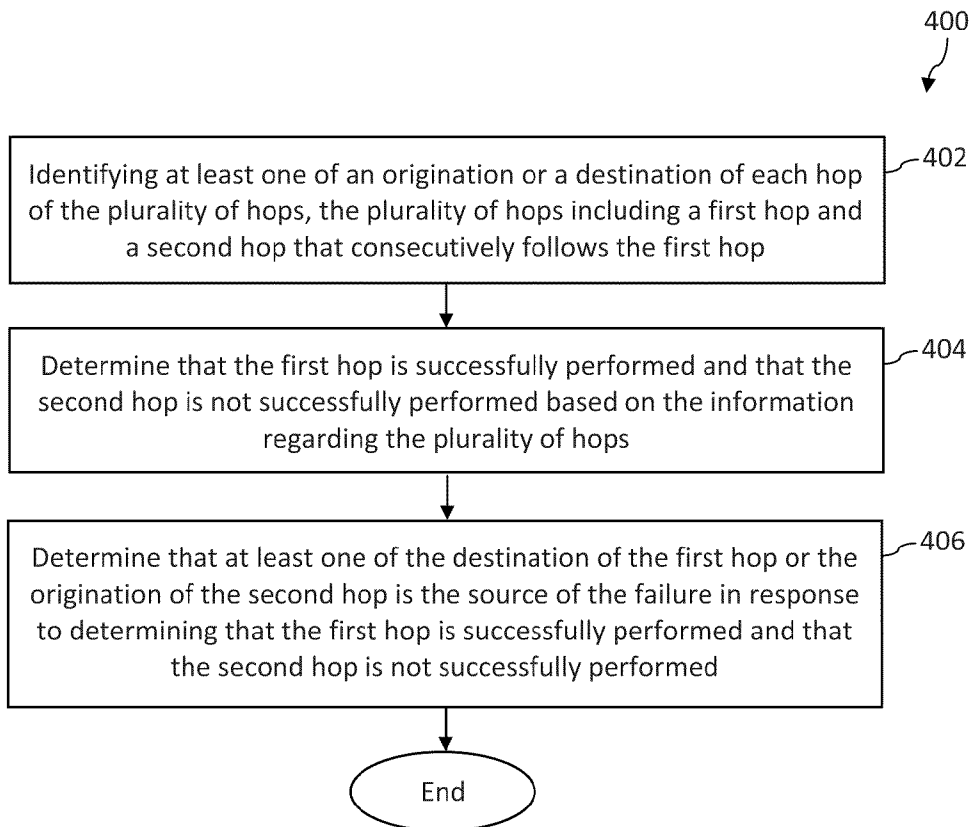 400
Identifying at least one of an origination or a destination of each hop
of the plurality of hops, the plurality of hops including a first hop and
a second hop that consecutively follows the first hop
402
Determine that the first hop is successfully performed and that the
second hop is not successfully performed based on the information
regarding the plurality of hops
404
Determine that at least one of the destination of the first hop or the
origination of the second hop is the source of the failure in response
to determining that the first hop is successfully performed and that
the second hop is not successfully performed
406
End